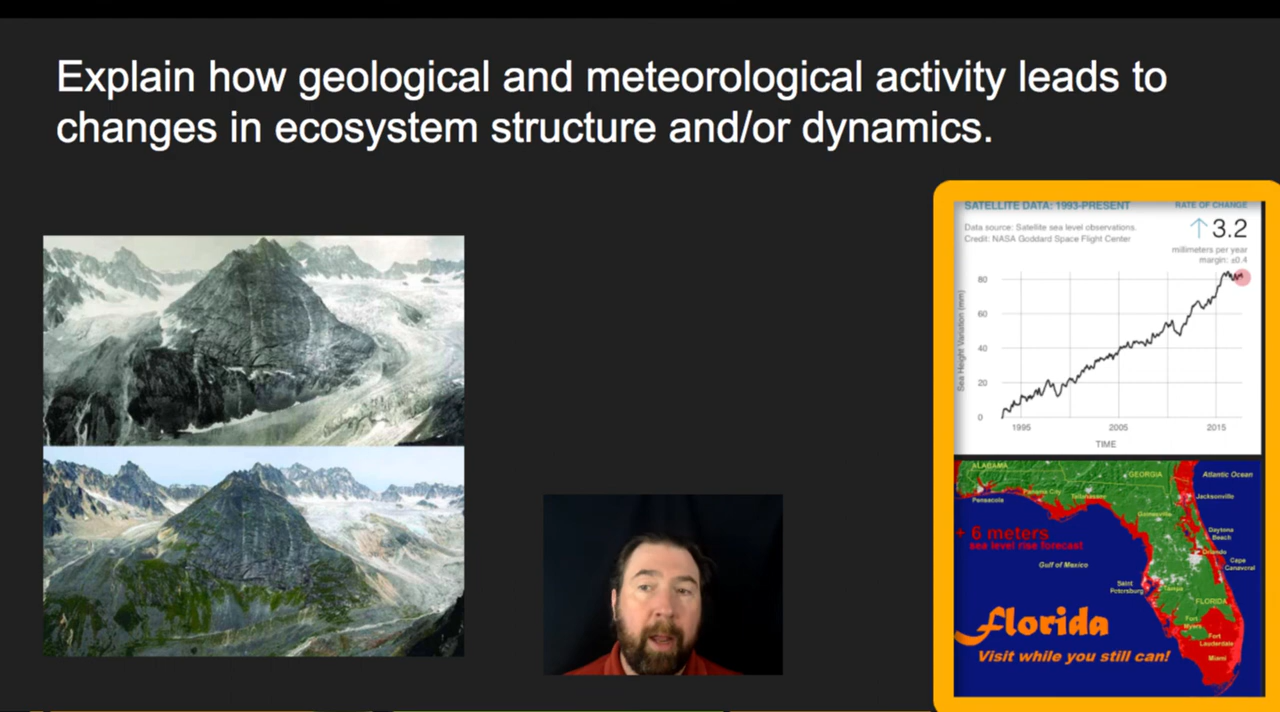 Explain how geological and meteorological activity leads to
changes in ecosystem structure and/or dynamics.
SATELLITE DATA: 1993-PRESENT
RATE OF CHANGE
Data source: Satellite sea level observations.
Credit: NASA Goddard Space Flight Center
↑3.2
millimeters per year
margin: ±0.4
Sea Height Variation (mm)
80
60
40
20
0
1995
2005
2015
TIME
ALABAMA
GEORGIA
Atlantic Ocean
Pensacola
Panama City
Tallahassee
Jacksonville
Gainesville
+ 6 meters
sea level rise forecast
Daytona
Beach
Orlando
Cape
Canaveral
Gulf of Mexico
Saint
Petersburg
Tampa
FLORIDA
Fort
Myers
Fort
Lauderdale
Miami
Florida
Visit while you still can!